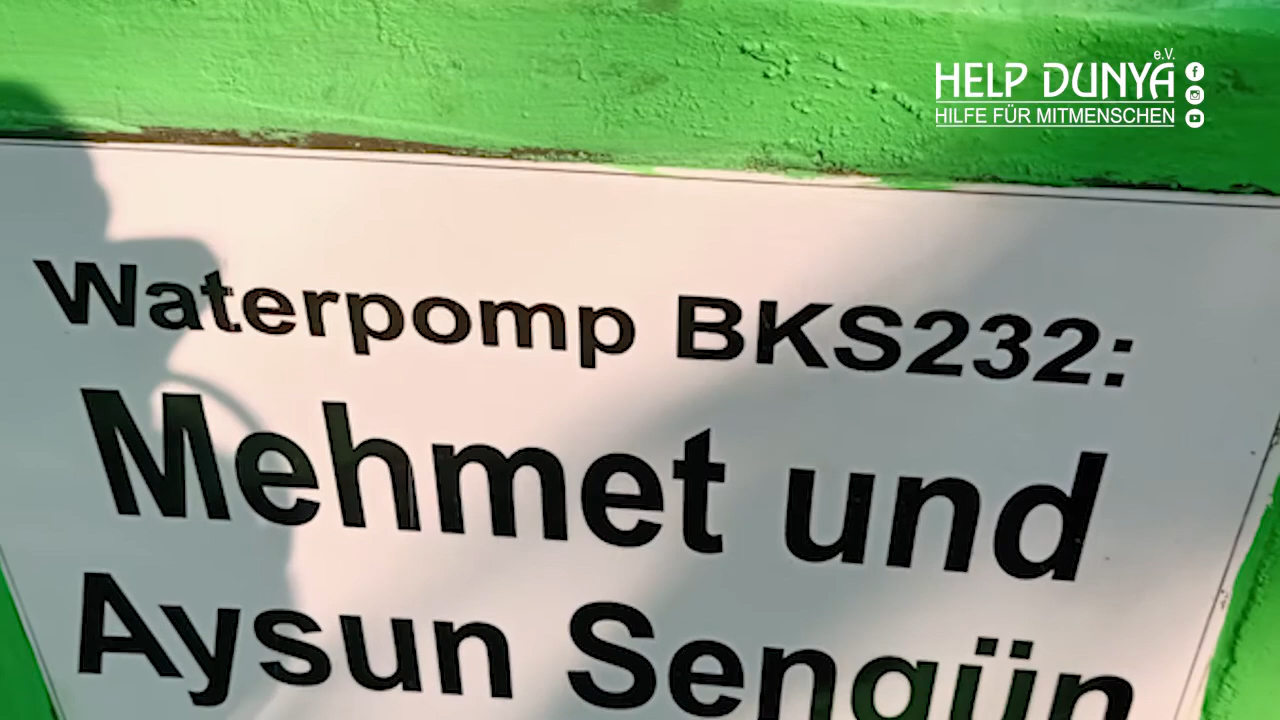 e.V.
HELP DUNYA
HILFE FÜR MITMENSCHEN
Waterpomp BKS232:
Mehmet und
Aysun Sengün